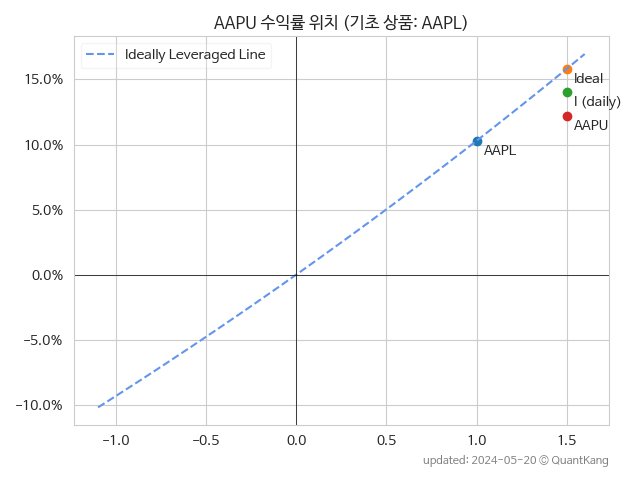 AAPU 수익률 위치 (기초 상품: AAPL)
Ideally Leveraged Line
15.0%
10.0%
5.0%
0.0%
-5.0%
-10.0%
Ideal
I (daily)
AAPU
AAPL
-1.0 -0.5 0.0 0.5 1.0 1.5
updated: 2024-05-20 © QuantKang